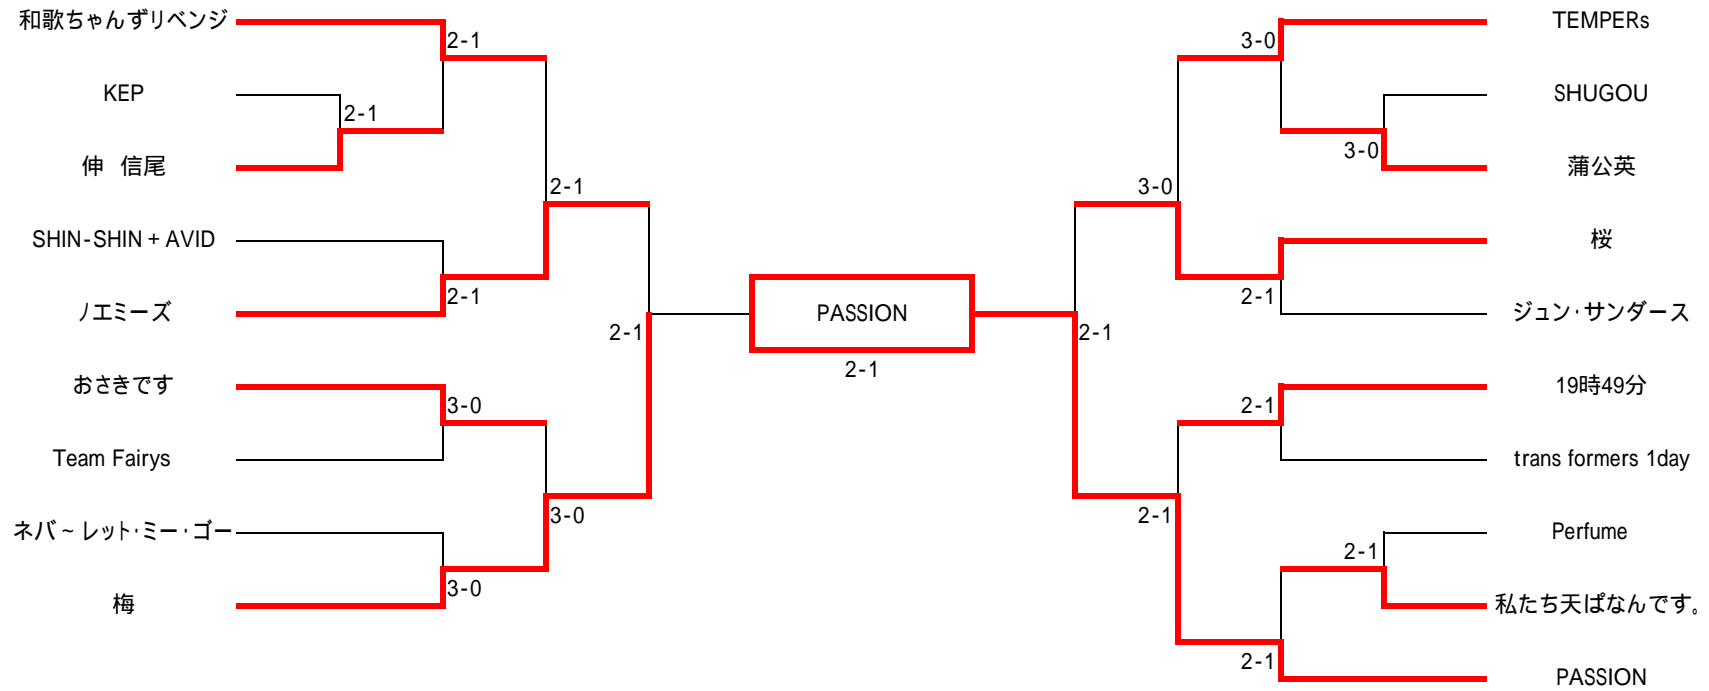 和歌ちゃんずリベンジ
2-1
KEP
2-1
伸 信尾
2-1
SHIN-SHIN + AVID
2-1
ノエミーズ
2-1
おさきです
3-0
Team Fairys
3-0
ネバ~レット・ミー・ゴー
3-0
梅
PASSION
2-1
TEMPERs
3-0
SHUGOU
3-0
蒲公英
3-0
桜
2-1
ジュン・サンダース
2-1
19時49分
2-1
trans formers 1day
2-1
Perfume
2-1
私たち天ぱなんです。
2-1
PASSION